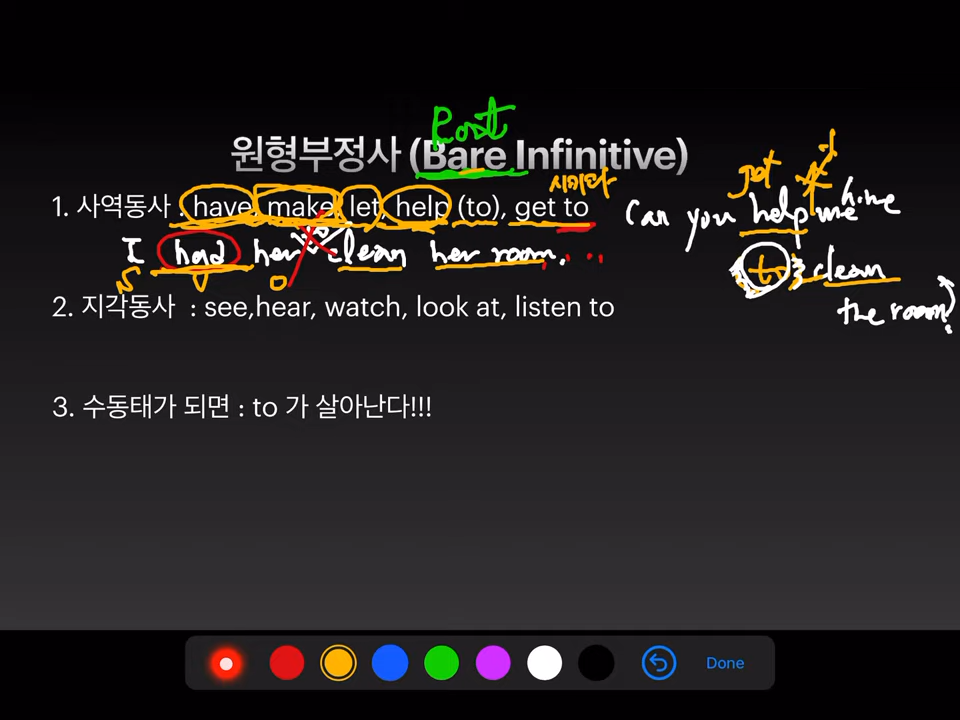 Root
원형부정사 (Bare Infinitive)
시키다
1. 사역동사 : have, make, let, help (to), get to
I had her clean her room.
S V O
2. 지각동사 : see,hear, watch, look at, listen to
3. 수동태가 되면 : to 가 살아난다!!!
got
Can you help me
him
to clean
the room?
Done